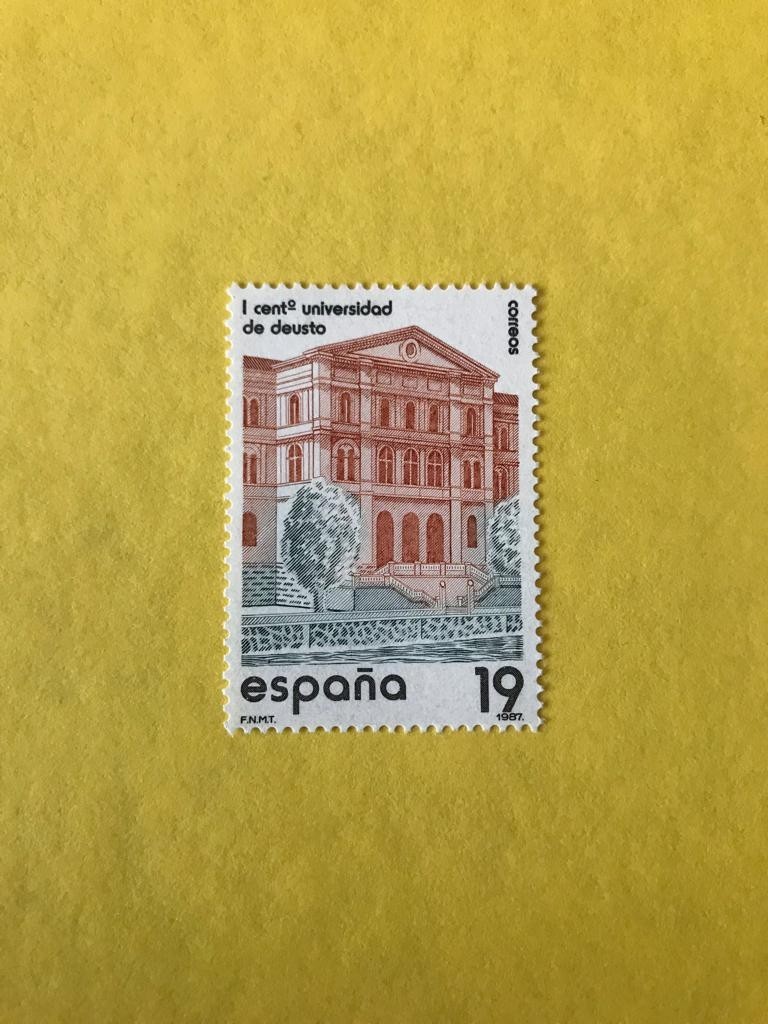 I centº universidad
de deusto
correos
españa 19
F.N.M.T. 1987.